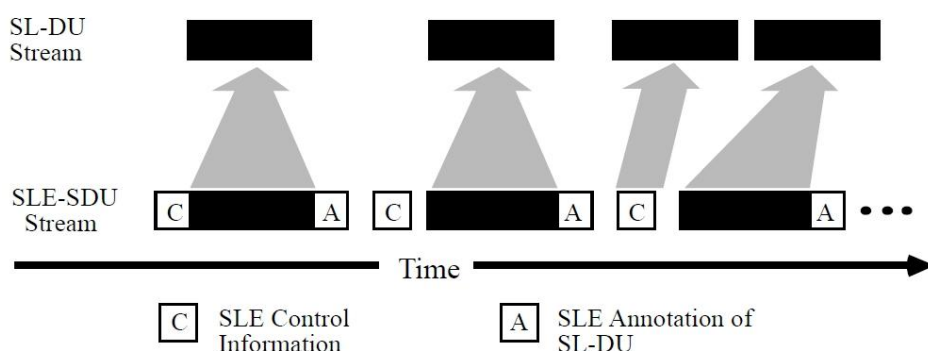 SL-DU
Stream
SLE-SDU
Stream
C
A
C
A
C
A
Time
C
SLE Control
Information
A
SLE Annotation of
SL-DU